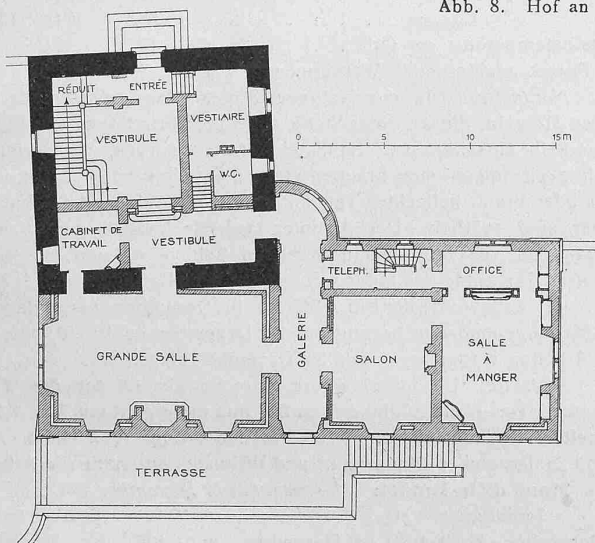 Abb. 8. Hof an
RÉDUIT
ENTRÉE
VESTIBULE
VESTIAIRE
W.C.
0 5 10 15 m
CABINET DE
TRAVAIL
VESTIBULE
TELEPH.
OFFICE
GRANDE SALLE
GALERIE
SALON
SALLE
À
MANGER
TERRASSE